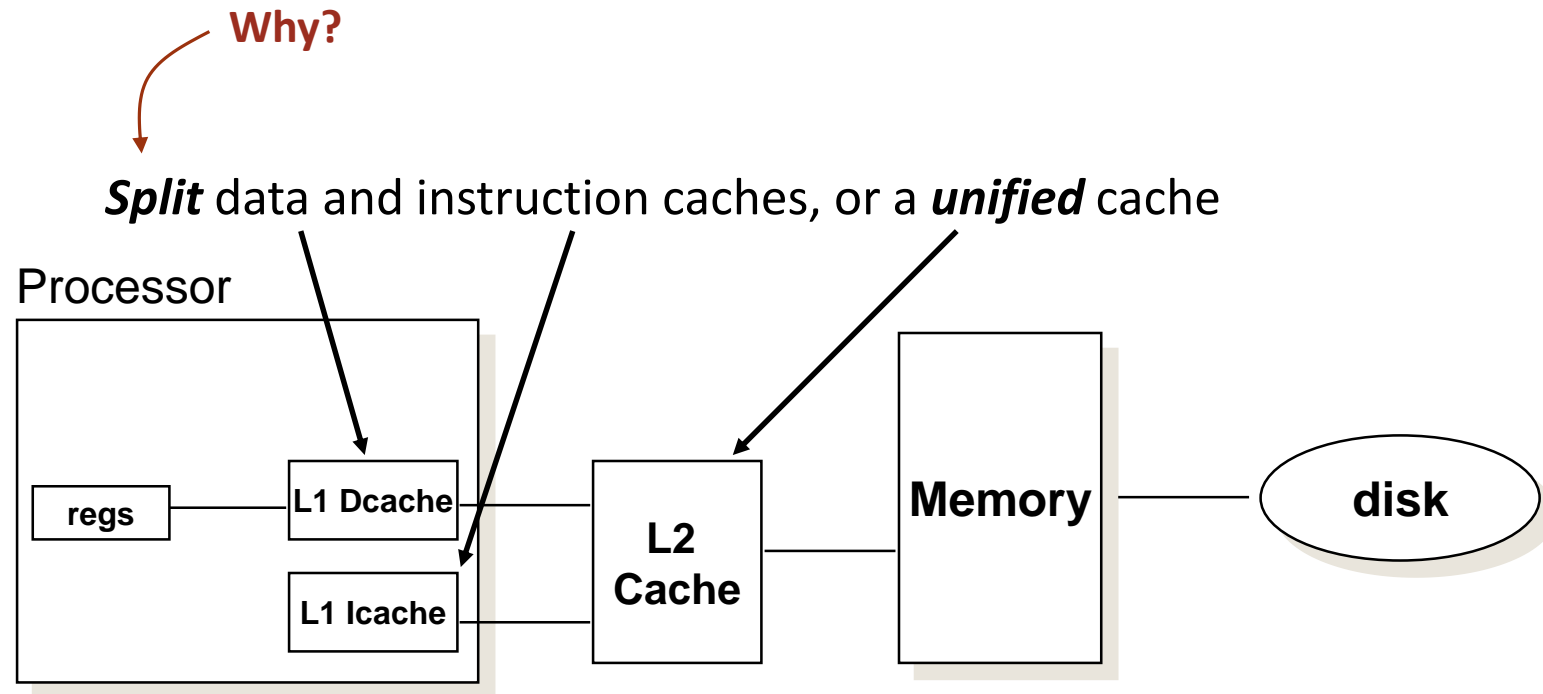 Why?
Split data and instruction caches, or a unified cache
Processor
regs
L1 Dcache
L1 Icache
L2
Cache
Memory
disk